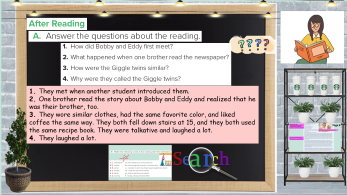 After Reading
A. Answer the questions about the reading.
1. How did Bobby and Eddy first meet?
2. What happened when one brother read the newspaper?
3. How were the Giggle twins similar?
4. Why were they called the Giggle twins?
1. They met when another student introduced them.
2. One brother read the story about Bobby and Eddy and realized that he
was their brother, too.
3. They wore similar clothes, had the same favorite color, and liked
coffee the same way. They both fell down stairs at 15, and they both used
the same recipe book. They were talkative and laughed a lot.
4. They laughed a lot.
Search